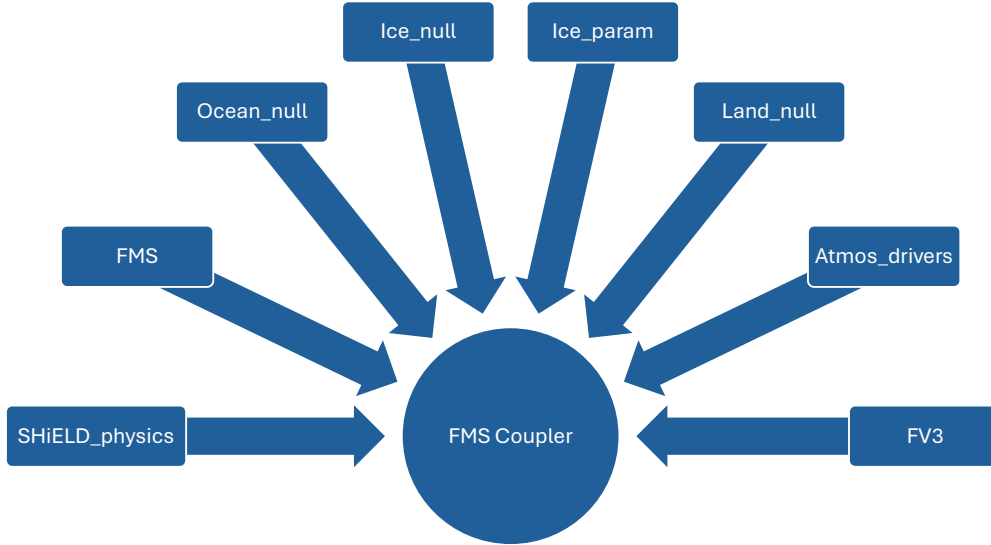 Ice_null
Ice_param
Ocean_null
Land_null
FMS
Atmos_drivers
SHiELD_physics
FMS Coupler
FV3